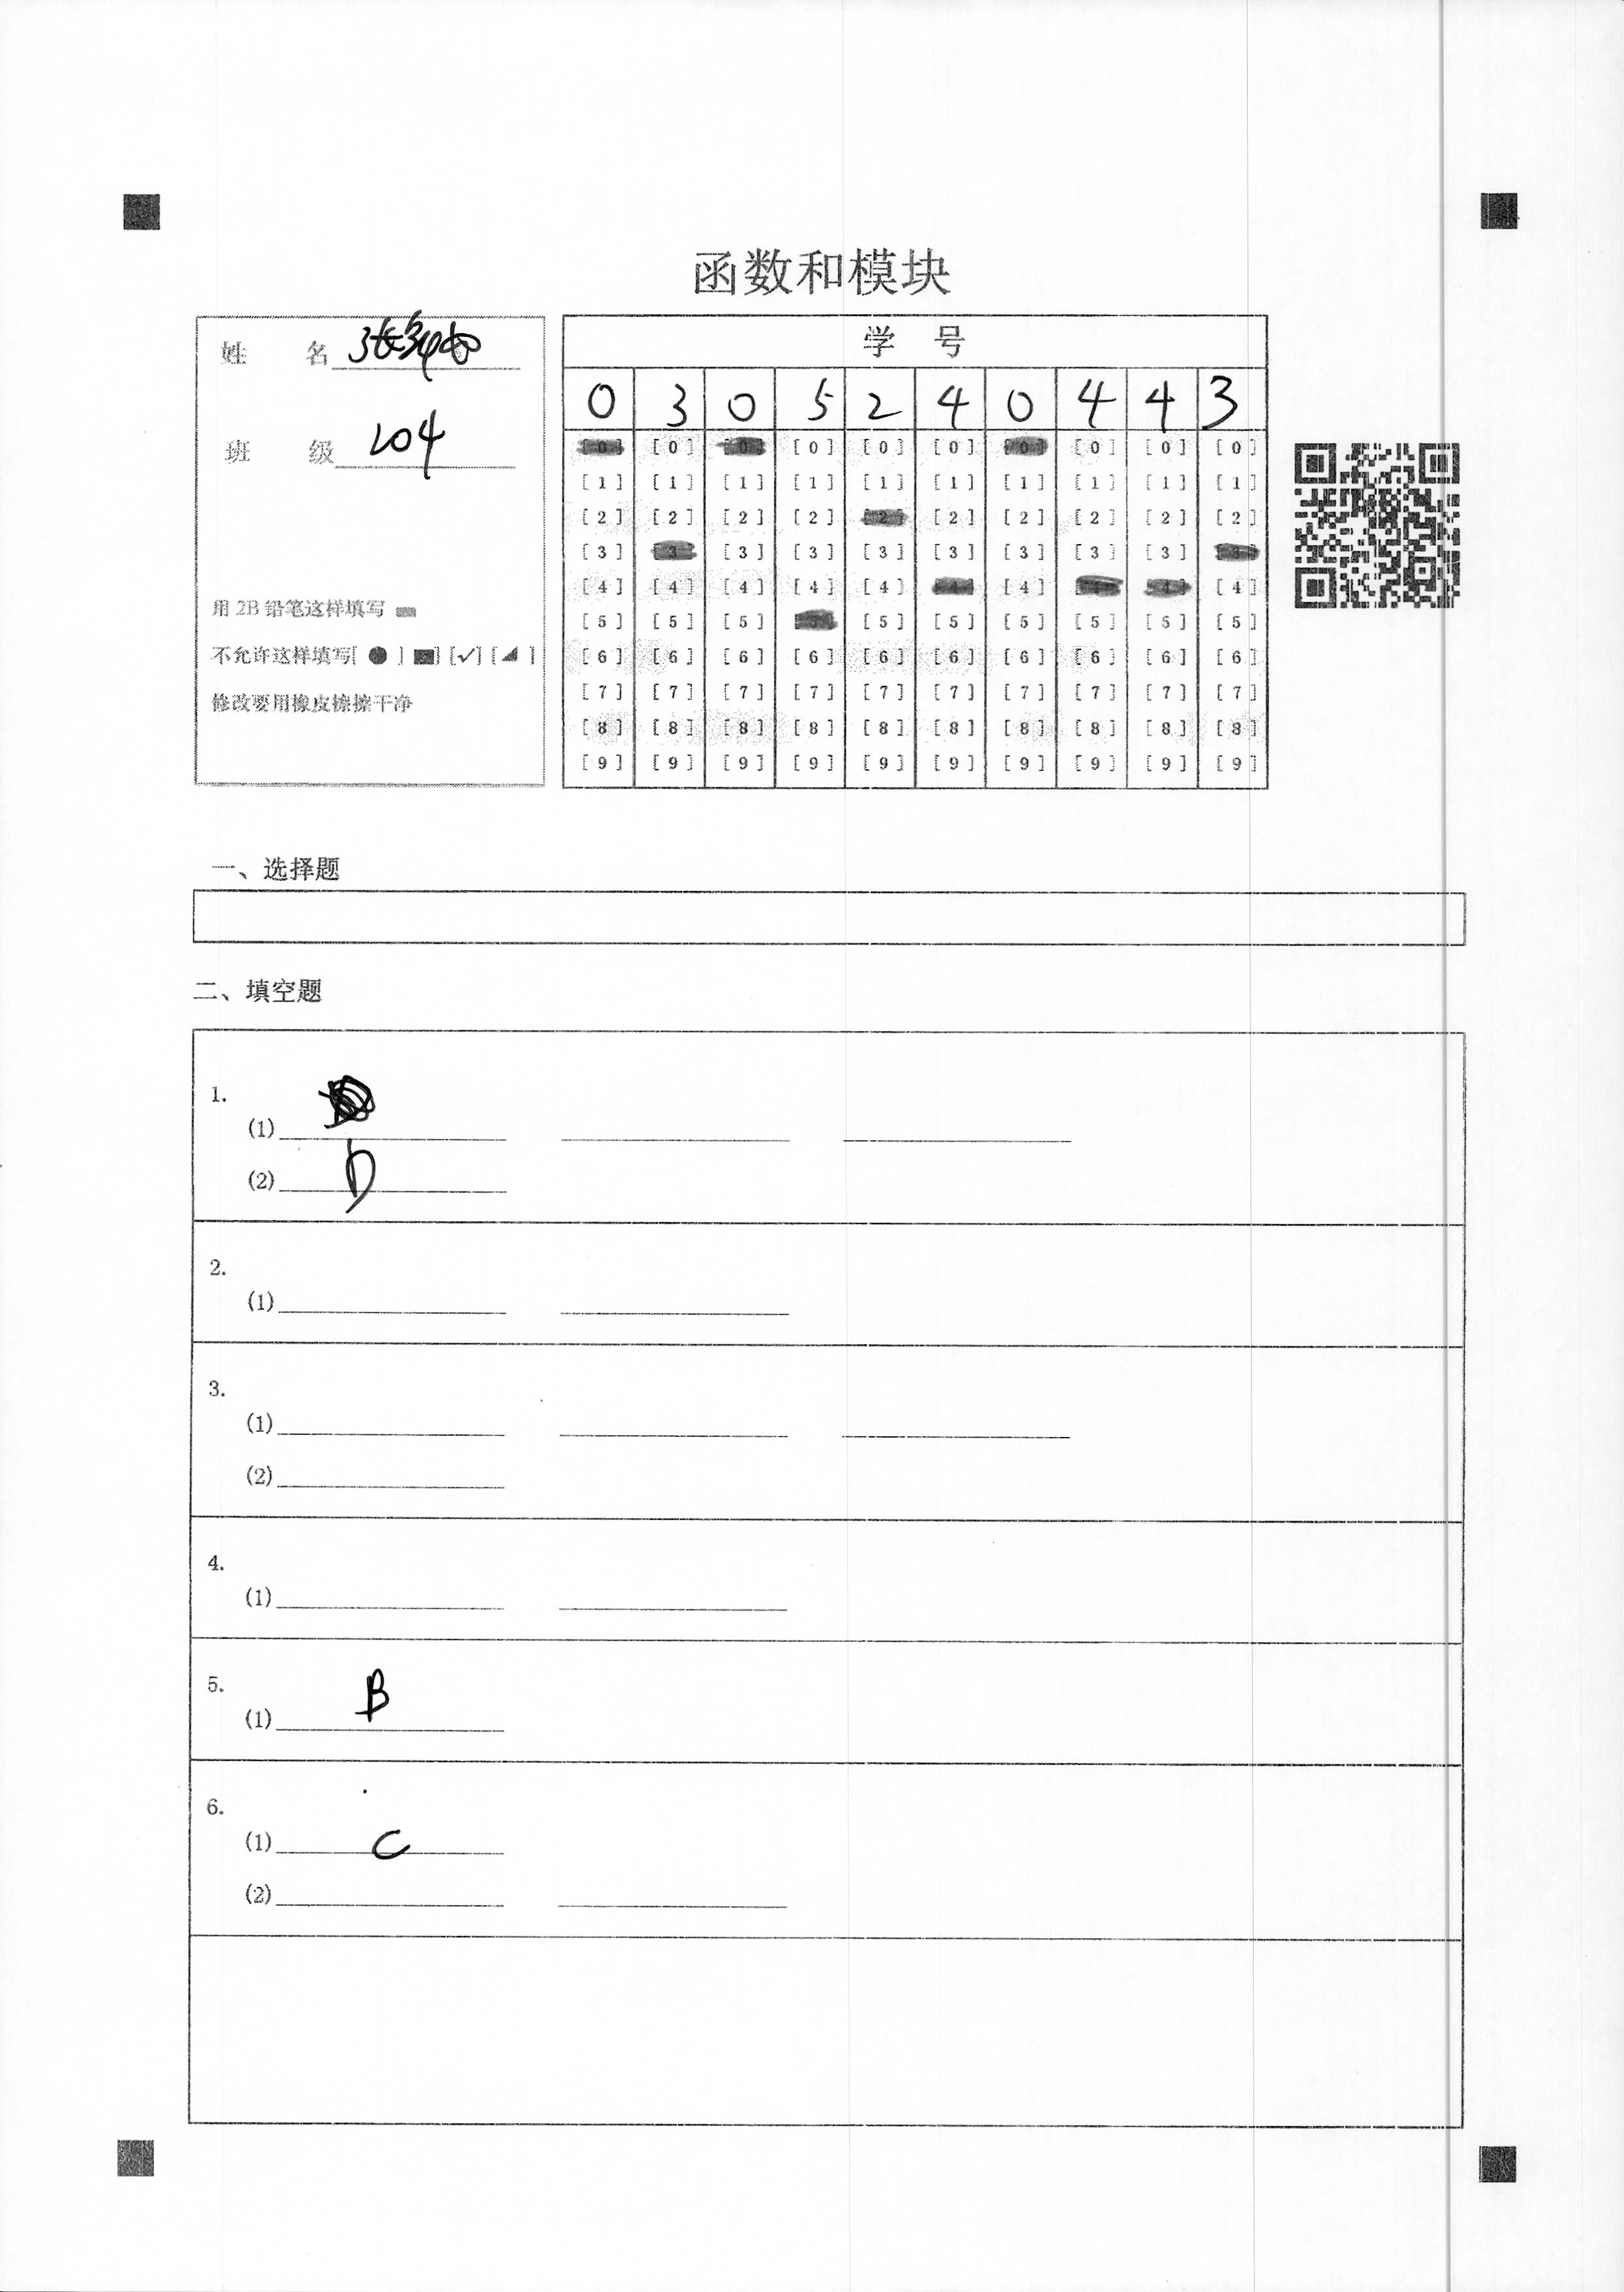 函数和模块
姓 名 张
班 级 204
用 2B 铅笔这样填写
不允许这样填写[ ● ] [■] [✓] [◢ ]
修改要用橡皮擦擦干净
学 号
0 3 0 5 2 4 0 4 4 3
[0] [0] [0] [0] [0] [0] [0] [0] [0] [0]
[1] [1] [1] [1] [1] [1] [1] [1] [1] [1]
[2] [2] [2] [2] [2] [2] [2] [2] [2] [2]
[3] [3] [3] [3] [3] [3] [3] [3] [3] [3]
[4] [4] [4] [4] [4] [4] [4] [4] [4] [4]
[5] [5] [5] [5] [5] [5] [5] [5] [5] [5]
[6] [6] [6] [6] [6] [6] [6] [6] [6] [6]
[7] [7] [7] [7] [7] [7] [7] [7] [7] [7]
[8] [8] [8] [8] [8] [8] [8] [8] [8] [8]
[9] [9] [9] [9] [9] [9] [9] [9] [9] [9]
一、选择题
二、填空题
1.
(1)
(2) D
2.
(1)
3.
(1)
(2)
4.
(1)
5.
(1) B
6.
(1) C
(2)